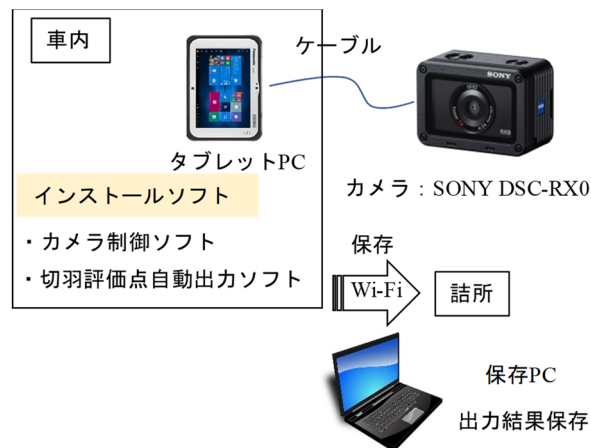 車内
ケーブル
SONY
RX0
タブレットPC
カメラ：SONY DSC-RX0
インストールソフト
・カメラ制御ソフト
・切羽評価点自動出力ソフト
保存
Wi-Fi
詰所
保存PC
出力結果保存